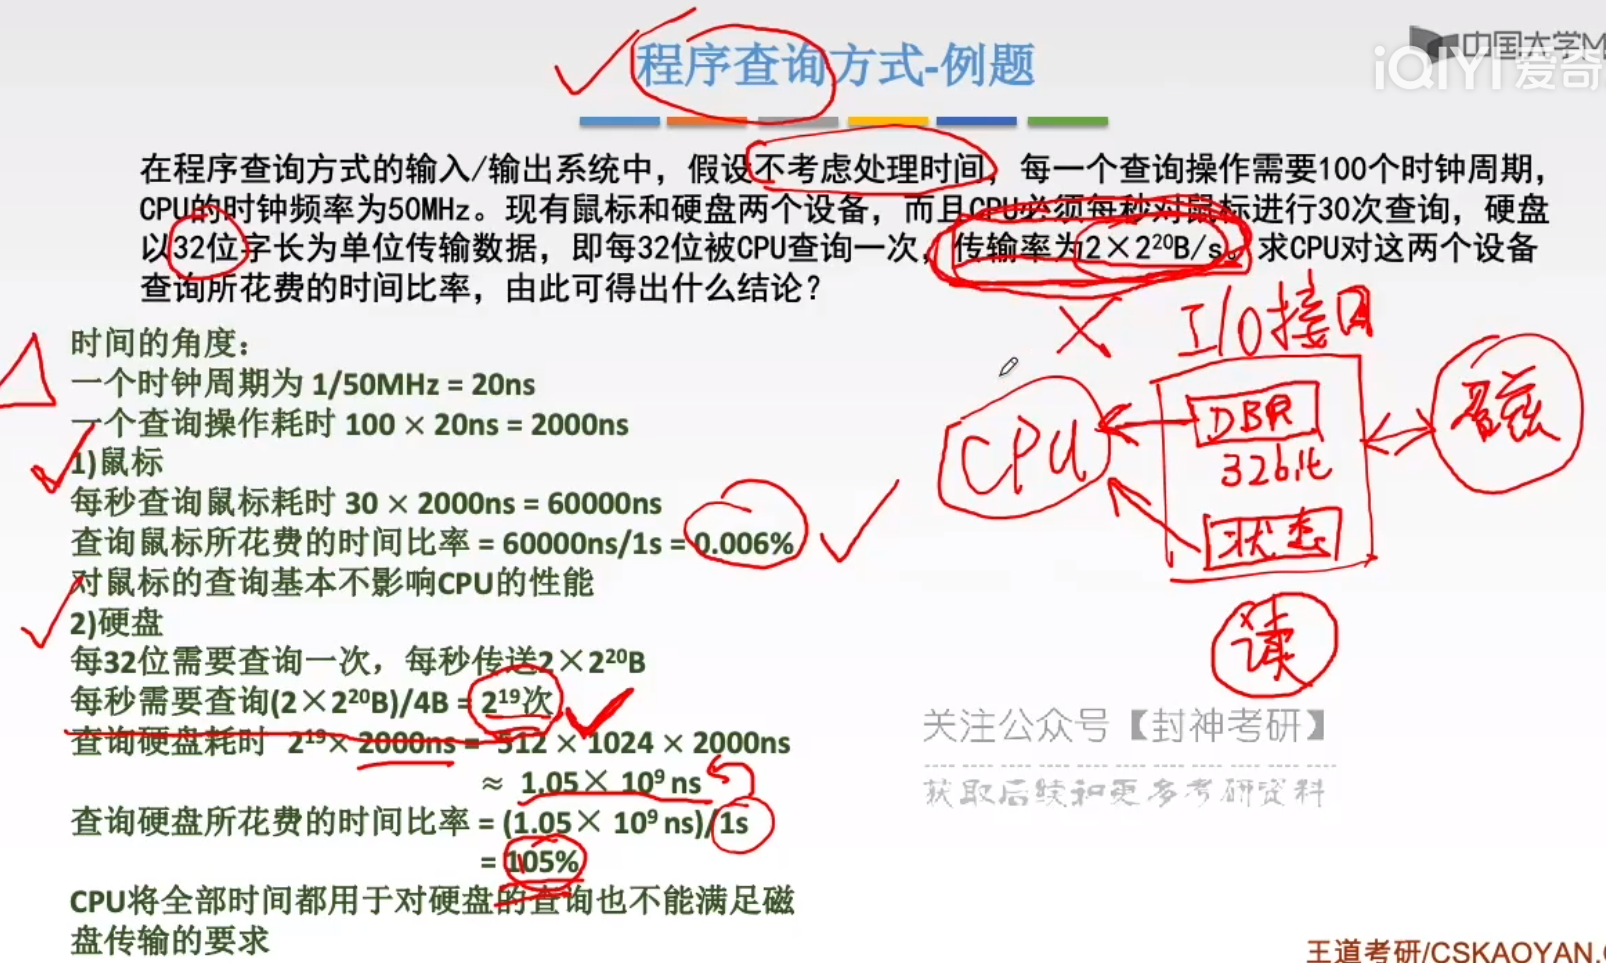 中国大学M
iQIYI 爱奇
程序查询方式-例题
在程序查询方式的输入/输出系统中，假设不考虑处理时间，每一个查询操作需要100个时钟周期，
CPU的时钟频率为50MHz。现有鼠标和硬盘两个设备，而且CPU必须每秒对鼠标进行30次查询，硬盘
以32位字长为单位传输数据，即每32位被CPU查询一次，传输率为2×2²⁰B/s。求CPU对这两个设备
查询所花费的时间比率，由此可得出什么结论？
时间的角度：
一个时钟周期为 1/50MHz = 20ns
一个查询操作耗时 100 × 20ns = 2000ns
1)鼠标
每秒查询鼠标耗时 30 × 2000ns = 60000ns
查询鼠标所花费的时间比率 = 60000ns/1s = 0.006%
对鼠标的查询基本不影响CPU的性能
2)硬盘
每32位需要查询一次，每秒传送2×2²⁰B
每秒需要查询(2×2²⁰B)/4B = 2¹⁹次
查询硬盘耗时 2¹⁹× 2000ns = 512 × 1024 × 2000ns
≈ 1.05× 10⁹ ns
查询硬盘所花费的时间比率 = (1.05× 10⁹ ns)/1s
= 105%
CPU将全部时间都用于对硬盘的查询也不能满足磁
盘传输的要求
I/O接口
CPU
DBR
32bit
状态
读
关注公众号【封神考研】
获取后续和更多考研资料
王道考研/CSKAOYAN.